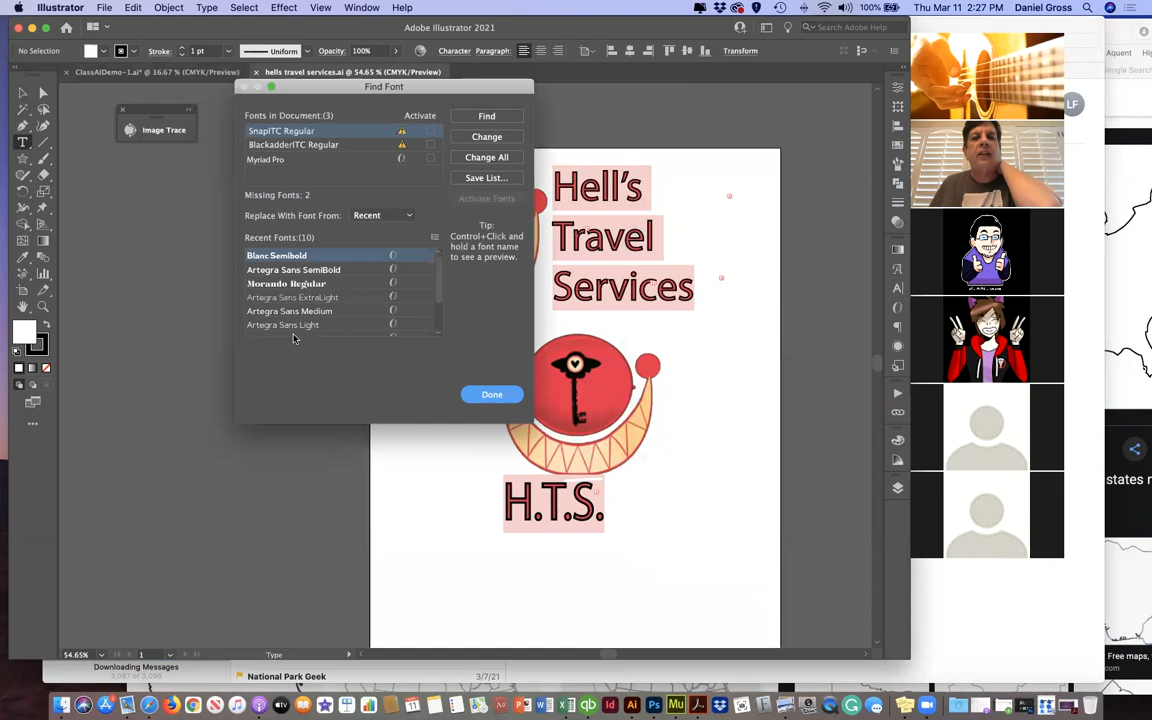 Illustrator File Edit Object Type Select Effect View Window Help
100% Thu Mar 11 2:27 PM Daniel Gross
Adobe Illustrator 2021
Search Adobe Help
No Selection Stroke: 1 pt Uniform Opacity: 100% Character Paragraph: Transform
ClassAIDemo-1.ai* @ 16.67 % (CMYK/Preview)
hells travel services.ai @ 54.65 % (CMYK/Preview)
Image Trace
Find Font
Fonts in Document:(3) Activate
SnapITC Regular
BlackadderITC Regular
Myriad Pro
Missing Fonts: 2
Replace With Font From: Recent
Recent Fonts:(10)
Blanc Semibold
Artegra Sans SemiBold
Morando Regular
Artegra Sans ExtraLight
Artegra Sans Medium
Artegra Sans Light
Find
Change
Change All
Save List...
Activate Fonts
Tip:
Control+Click and
hold a font name
to see a preview.
Done
Hell's
Travel
Services
H.T.S.
54.65% 1 Type
Downloading Messages
3,087 of 3,096
National Park Geek 3/7/21
Aquent
Google Search
LF
states n
Free maps,
com